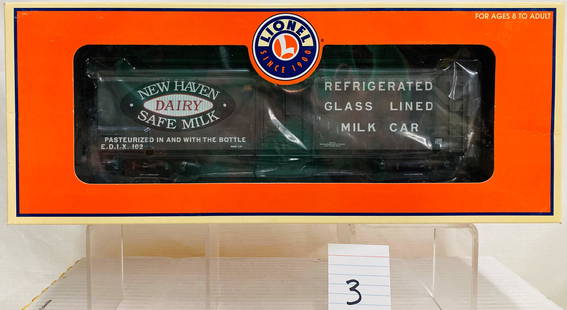 FOR AGES 8 TO ADULT
LIONEL
L
SINCE 1900
NEW HAVEN
DAIRY
SAFE MILK
PASTEURIZED IN AND WITH THE BOTTLE
E.D.I.X. 102
REFRIGERATED
GLASS LINED
MILK CAR
3